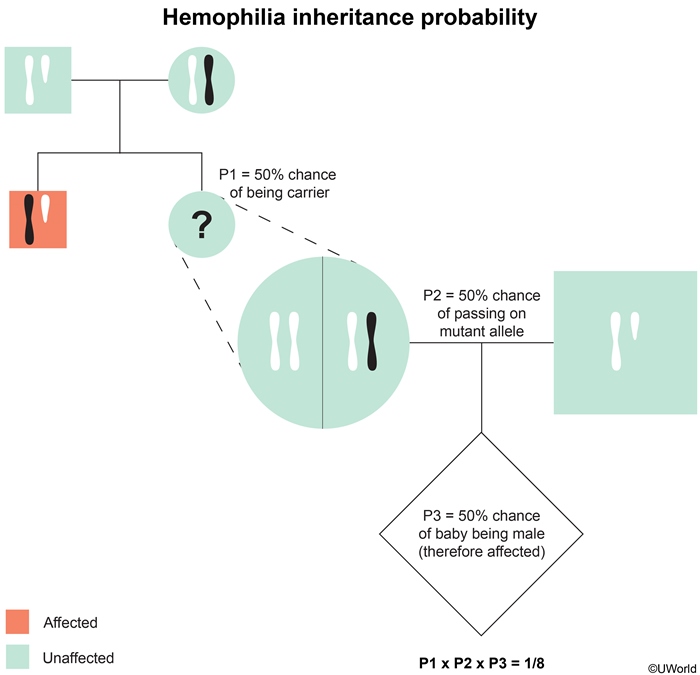 Hemophilia inheritance probability
P1 = 50% chance
of being carrier
?
P2 = 50% chance
of passing on
mutant allele
P3 = 50% chance
of baby being male
(therefore affected)
Affected
Unaffected
P1 x P2 x P3 = 1/8
©UWorld